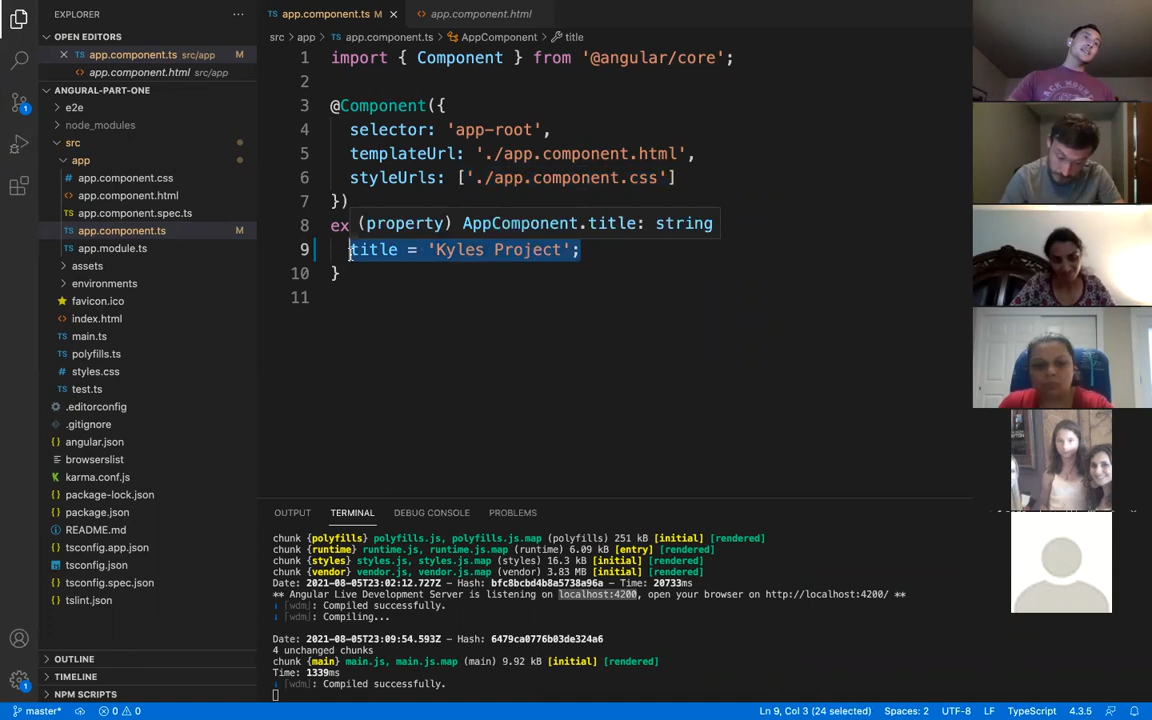 EXPLORER
OPEN EDITORS
app.component.ts src/app M
app.component.html src/app
ANGURAL-PART-ONE
e2e
node_modules
src
app
app.component.css
app.component.html
app.component.spec.ts
app.component.ts M
app.module.ts
assets
environments
favicon.ico
index.html
main.ts
polyfills.ts
styles.css
test.ts
.editorconfig
.gitignore
angular.json
browserslist
karma.conf.js
package-lock.json
package.json
README.md
tsconfig.app.json
tsconfig.json
tsconfig.spec.json
tslint.json
OUTLINE
TIMELINE
NPM SCRIPTS
app.component.ts M
app.component.html
src > app > TS app.component.ts > AppComponent > title
1 import { Component } from '@angular/core';
2
3 @Component({
4 selector: 'app-root',
5 templateUrl: './app.component.html',
6 styleUrls: ['./app.component.css']
7 })
(property) AppComponent.title: string
8 ex
9 title = 'Kyles Project';
10 }
11
OUTPUT TERMINAL DEBUG CONSOLE PROBLEMS
chunk {polyfills} polyfills.js, polyfills.js.map (polyfills) 251 kB [initial] [rendered]
chunk {runtime} runtime.js, runtime.js.map (runtime) 6.09 kB [entry] [rendered]
chunk {styles} styles.js, styles.js.map (styles) 16.3 kB [initial] [rendered]
chunk {vendor} vendor.js, vendor.js.map (vendor) 3.83 MB [initial] [rendered]
Date: 2021-08-05T23:02:12.727Z - Hash: bfc8bcbd4b8a5738a96a - Time: 20733ms
** Angular Live Development Server is listening on localhost:4200, open your browser on http://localhost:4200/ **
i ｢wdm｣: Compiled successfully.
i ｢wdm｣: Compiling...
Date: 2021-08-05T23:09:54.593Z - Hash: 6479ca0776b03de324a6
4 unchanged chunks
chunk {main} main.js, main.js.map (main) 9.92 kB [initial] [rendered]
Time: 1339ms
i ｢wdm｣: Compiled successfully.
master* 0 0 Ln 9, Col 3 (24 selected) Spaces: 2 UTF-8 LF TypeScript 4.3.5